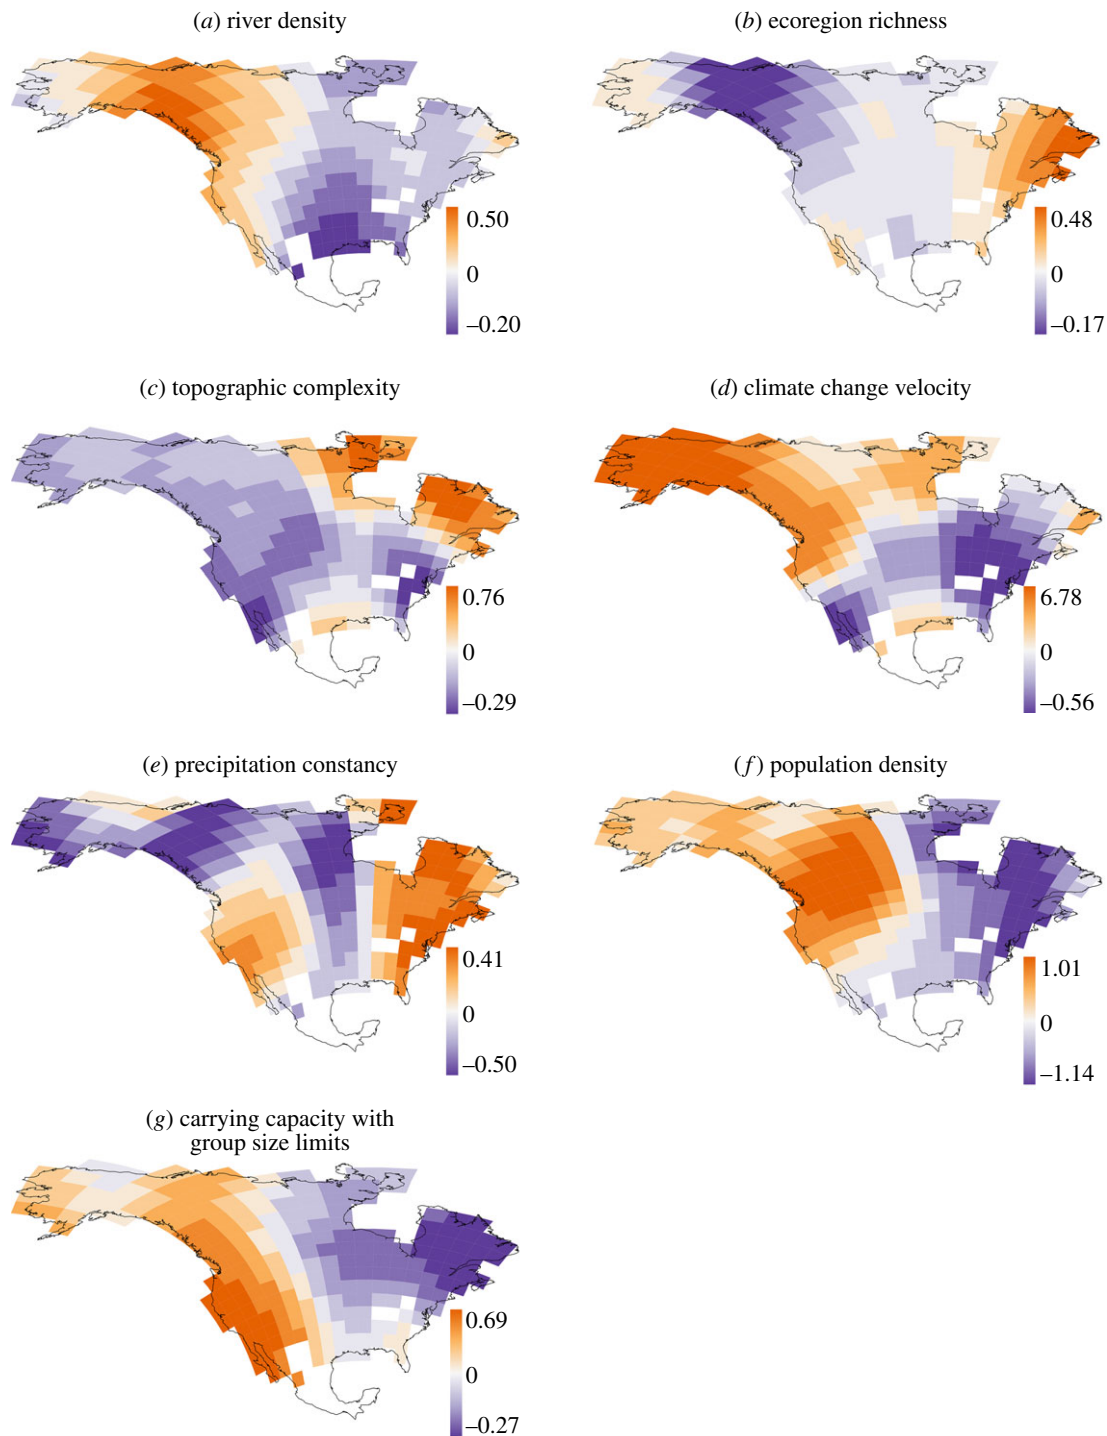 (a) river density
0.50
0
–0.20
(b) ecoregion richness
0.48
0
–0.17
(c) topographic complexity
0.76
0
–0.29
(d) climate change velocity
6.78
0
–0.56
(e) precipitation constancy
0.41
0
–0.50
(f) population density
1.01
0
–1.14
(g) carrying capacity with
group size limits
0.69
0
–0.27